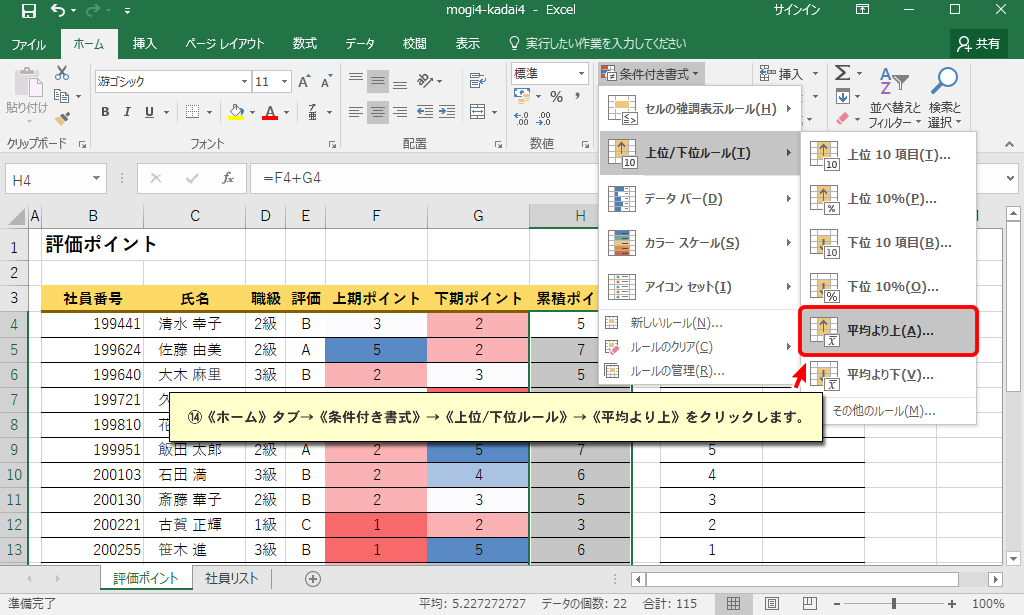 mogi4-kadai4 - Excel
サインイン
ファイル ホーム 挿入 ページ レイアウト 数式 データ 校閲 表示 実行したい作業を入力してください 共有
貼り付け
クリップボード
游ゴシック 11
B I U
フォント
配置
標準
% ,
数値
条件付き書式
挿入
並べ替えと
フィルター
検索と
選択
セルの強調表示ルール(H)
上位/下位ルール(T)
データ バー(D)
カラー スケール(S)
アイコン セット(I)
新しいルール(N)...
ルールのクリア(C)
ルールの管理(R)...
上位 10 項目(T)...
上位 10%(P)...
下位 10 項目(B)...
下位 10%(O)...
平均より上(A)...
平均より下(V)...
その他のルール(M)...
H4 fx =F4+G4
A B C D E F G H
1 評価ポイント
2
3 社員番号 氏名 職級 評価 上期ポイント 下期ポイント 累積ポイ
4 199441 清水 幸子 2級 B 3 2 5
5 199624 佐藤 由美 2級 A 5 2 7
6 199640 大木 麻里 3級 B 2 3 5
7 199721
8 199810
⑭《ホーム》タブ→《条件付き書式》→《上位/下位ルール》→《平均より上》をクリックします。
9 199951 飯田 太郎 2級 A 2 5 7 5
10 200103 石田 満 3級 B 2 4 6 4
11 200130 斎藤 華子 2級 B 2 3 5 3
12 200221 古賀 正輝 1級 C 1 2 3 2
13 200255 笹木 進 3級 B 1 5 6 1
評価ポイント 社員リスト
準備完了 平均: 5.227272727 データの個数: 22 合計: 115 100%